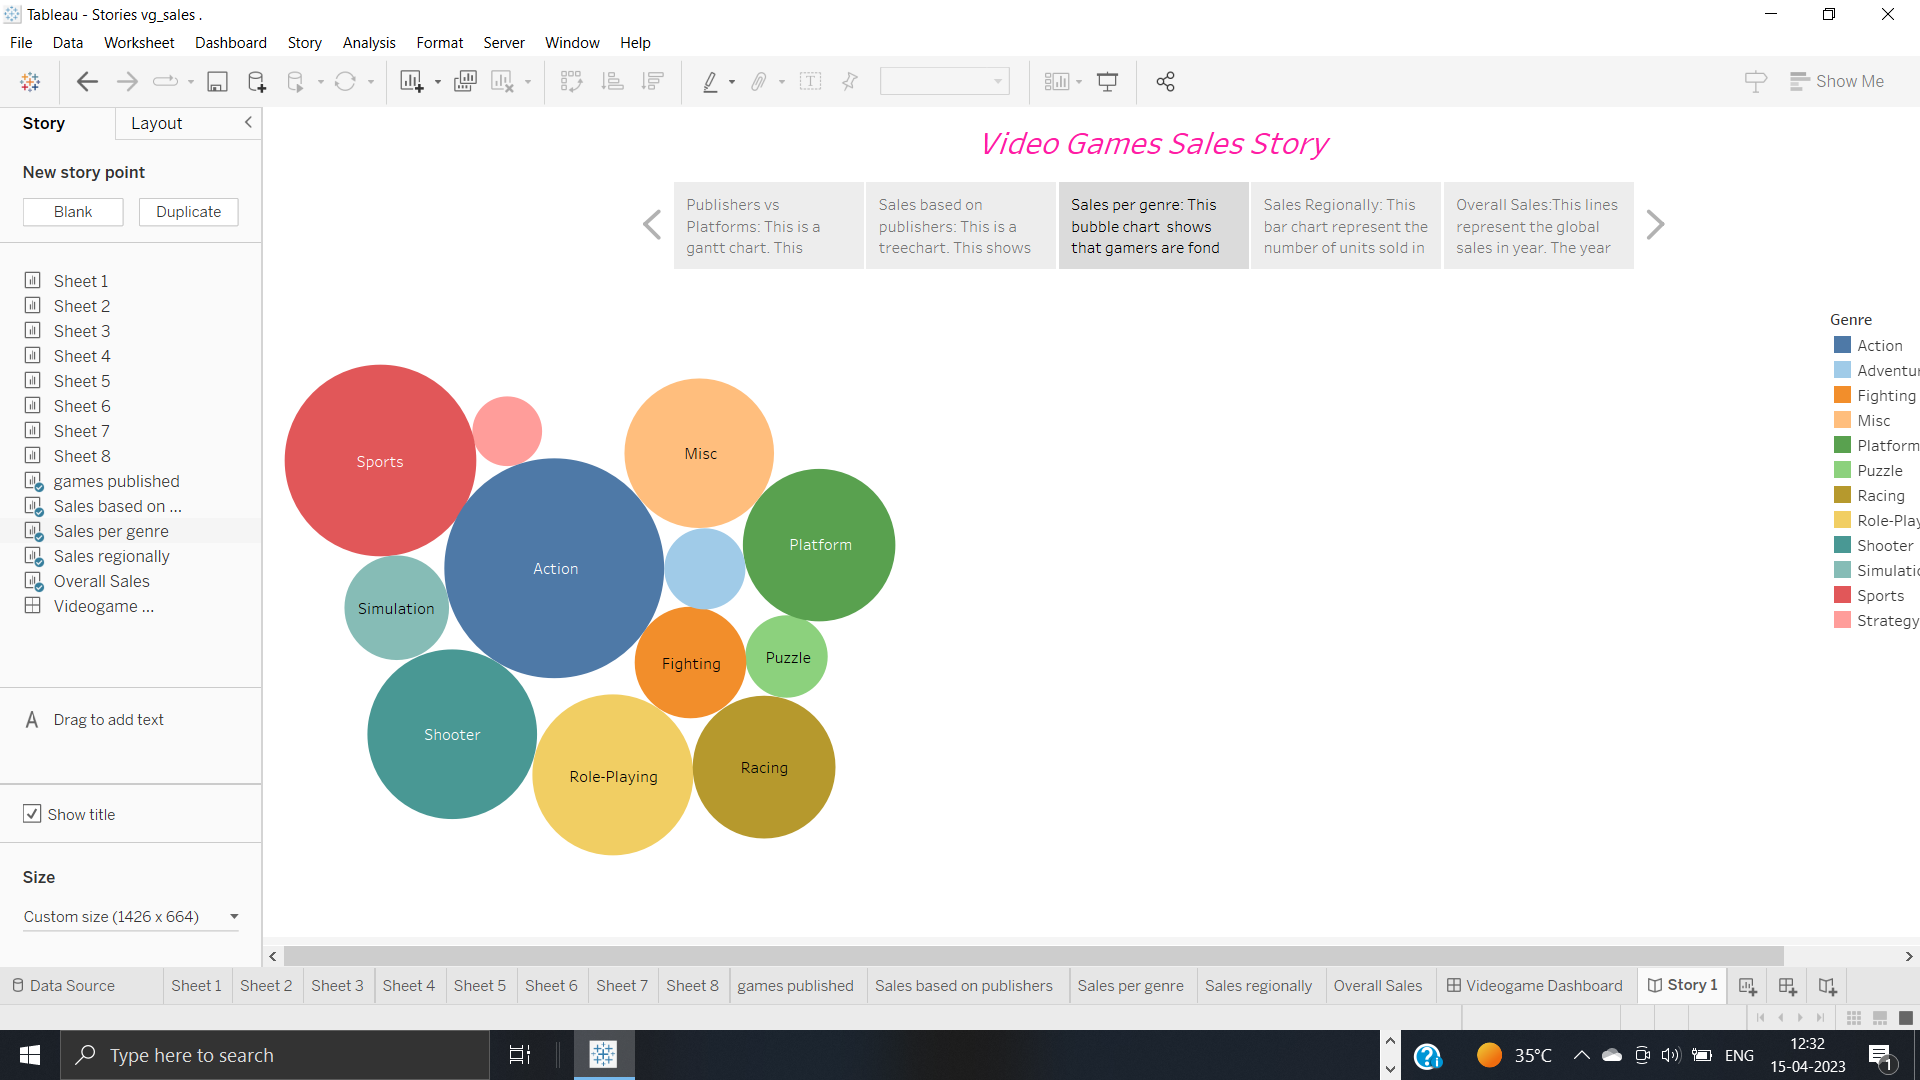 Tableau - Stories vg_sales .
File Data Worksheet Dashboard Story Analysis Format Server Window Help
Show Me
Story Layout
New story point
Blank Duplicate
Sheet 1
Sheet 2
Sheet 3
Sheet 4
Sheet 5
Sheet 6
Sheet 7
Sheet 8
games published
Sales based on ...
Sales per genre
Sales regionally
Overall Sales
Videogame ...
A Drag to add text
Show title
Size
Custom size (1426 x 664)
Video Games Sales Story
Publishers vs
Platforms: This is a
gantt chart. This
Sales based on
publishers: This is a
treechart. This shows
Sales per genre: This
bubble chart shows
that gamers are fond
Sales Regionally: This
bar chart represent the
number of units sold in
Overall Sales:This lines
represent the global
sales in year. The year
Sports
Misc
Platform
Action
Simulation
Fighting
Puzzle
Shooter
Role-Playing
Racing
Genre
Action
Adventur
Fighting
Misc
Platform
Puzzle
Racing
Role-Play
Shooter
Simulatio
Sports
Strategy
Data Source Sheet 1 Sheet 2 Sheet 3 Sheet 4 Sheet 5 Sheet 6 Sheet 7 Sheet 8 games published Sales based on publishers Sales per genre Sales regionally Overall Sales Videogame Dashboard Story 1
Type here to search
35°C
ENG
12:32
15-04-2023
1